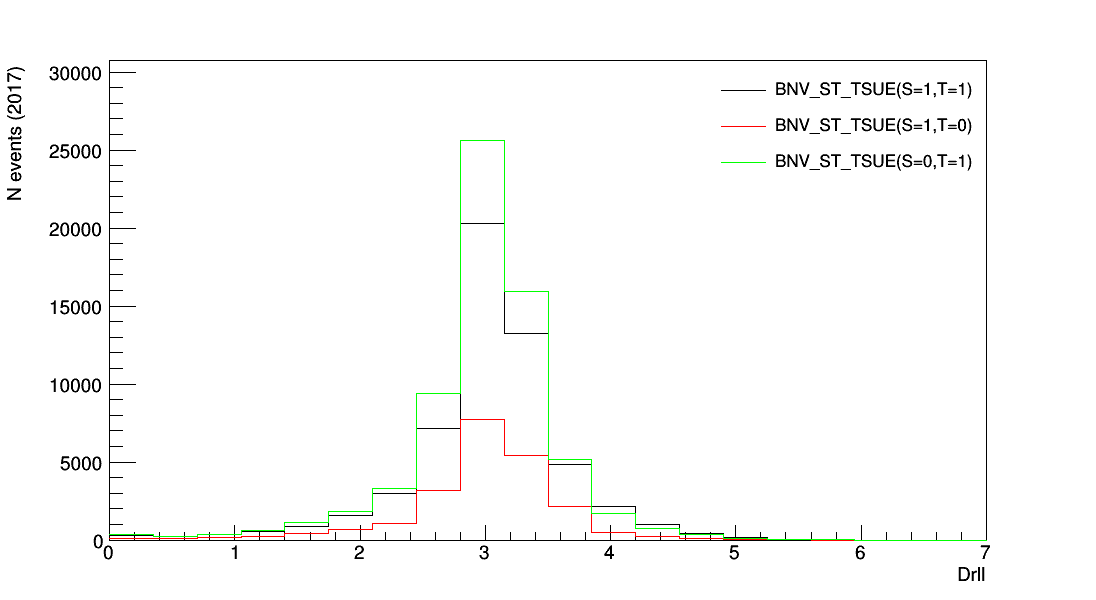 N events (2017)
30000
25000
20000
15000
10000
5000
0
BNV_ST_TSUE(S=1,T=1)
BNV_ST_TSUE(S=1,T=0)
BNV_ST_TSUE(S=0,T=1)
0 1 2 3 4 5 6 7
Drll